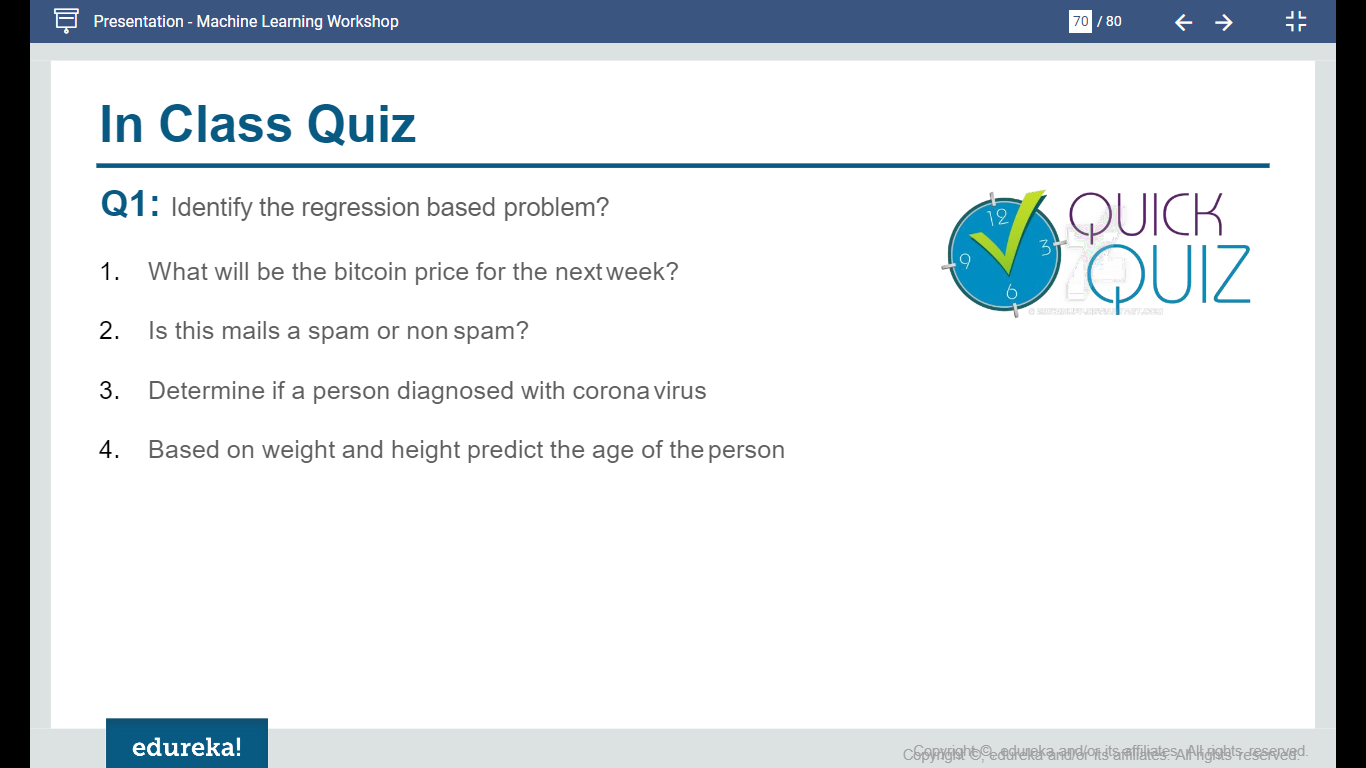 Presentation - Machine Learning Workshop
70 / 80
In Class Quiz
Q1: Identify the regression based problem?
1. What will be the bitcoin price for the next week?
2. Is this mails a spam or non spam?
3. Determine if a person diagnosed with corona virus
4. Based on weight and height predict the age of the person
12
3
6
9
QUICK
QUIZ
edureka!
Copyright ©, edureka and/or its affiliates. All rights reserved.
Copyright ©, edureka and/or its affiliates. All rights reserved.